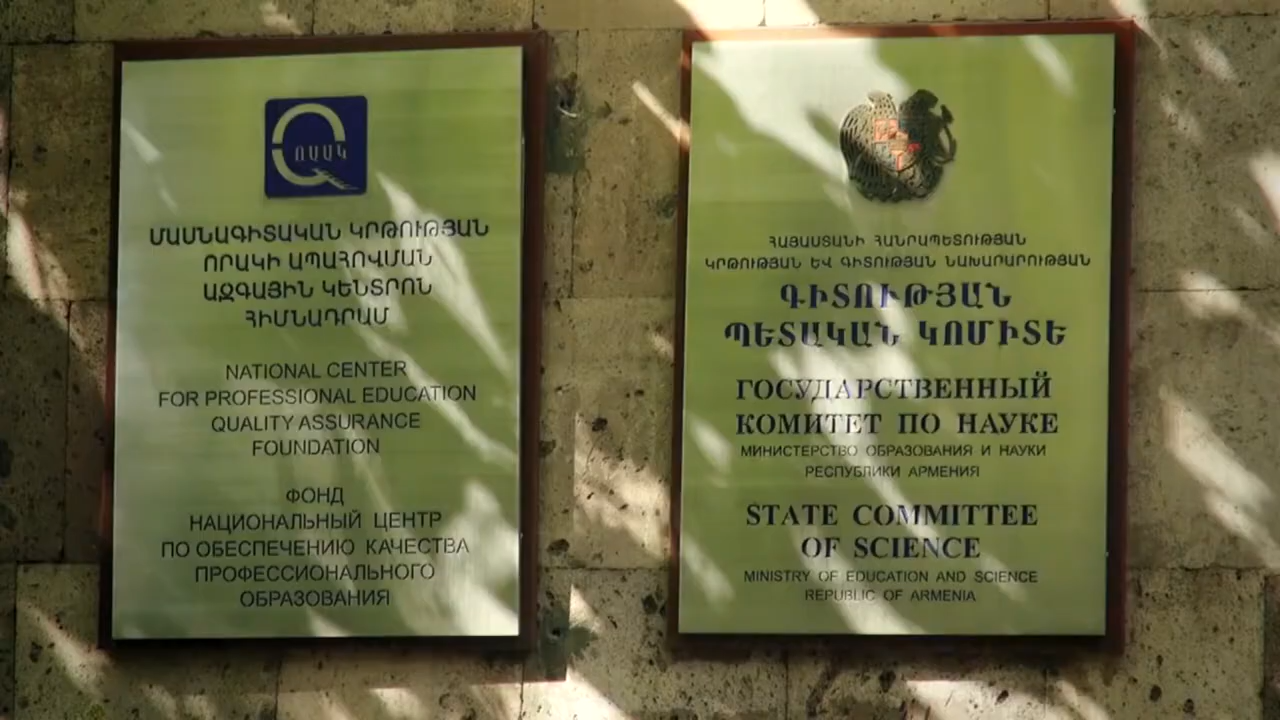 ՈԱԱԿ
ՄԱՍՆԱԳԻՏԱԿԱՆ ԿՐԹՈՒԹՅԱՆ
ՈՐԱԿԻ ԱՊԱՀՈՎՄԱՆ
ԱԶԳԱՅԻՆ ԿԵՆՏՐՈՆ
ՀԻՄՆԱԴՐԱՄ
NATIONAL CENTER
FOR PROFESSIONAL EDUCATION
QUALITY ASSURANCE
FOUNDATION
ФОНД
НАЦИОНАЛЬНЫЙ ЦЕНТР
ПО ОБЕСПЕЧЕНИЮ КАЧЕСТВА
ПРОФЕССИОНАЛЬНОГО
ОБРАЗОВАНИЯ
ՀԱՅԱՍՏԱՆԻ ՀԱՆՐԱՊԵՏՈՒԹՅԱՆ
ԿՐԹՈՒԹՅԱՆ ԵՎ ԳԻՏՈՒԹՅԱՆ ՆԱԽԱՐԱՐՈՒԹՅԱՆ
ԳԻՏՈՒԹՅԱՆ
ՊԵՏԱԿԱՆ ԿՈՄԻՏԵ
ГОСУДАРСТВЕННЫЙ
КОМИТЕТ ПО НАУКЕ
МИНИСТЕРСТВО ОБРАЗОВАНИЯ И НАУКИ
РЕСПУБЛИКИ АРМЕНИЯ
STATE COMMITTEE
OF SCIENCE
MINISTRY OF EDUCATION AND SCIENCE
REPUBLIC OF ARMENIA